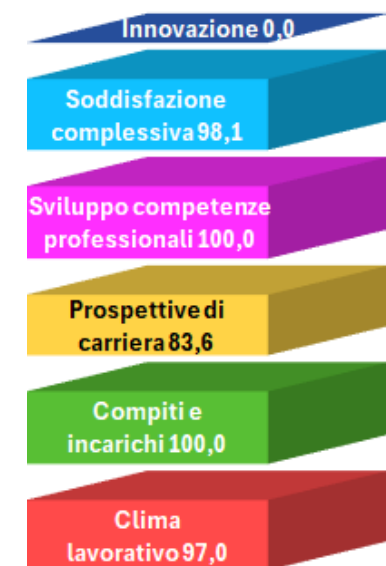 Innovazione 0,0
Soddisfazione
complessiva 98,1
Sviluppo competenze
professionali 100,0
Prospettive di
carriera 83,6
Compiti e
incarichi 100,0
Clima
lavorativo 97,0